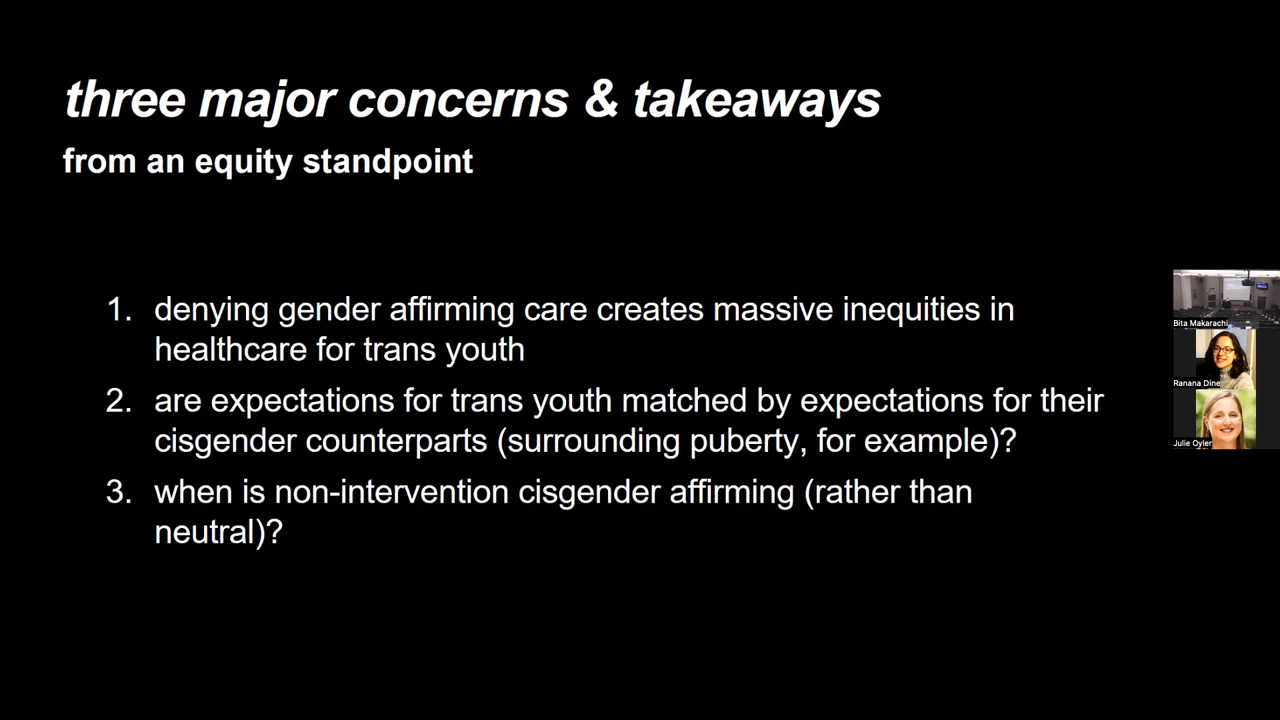 three major concerns & takeaways
from an equity standpoint
1. denying gender affirming care creates massive inequities in
healthcare for trans youth
2. are expectations for trans youth matched by expectations for their
cisgender counterparts (surrounding puberty, for example)?
3. when is non-intervention cisgender affirming (rather than
neutral)?
Bita Makarachi
Ranana Dine
Julie Oyler